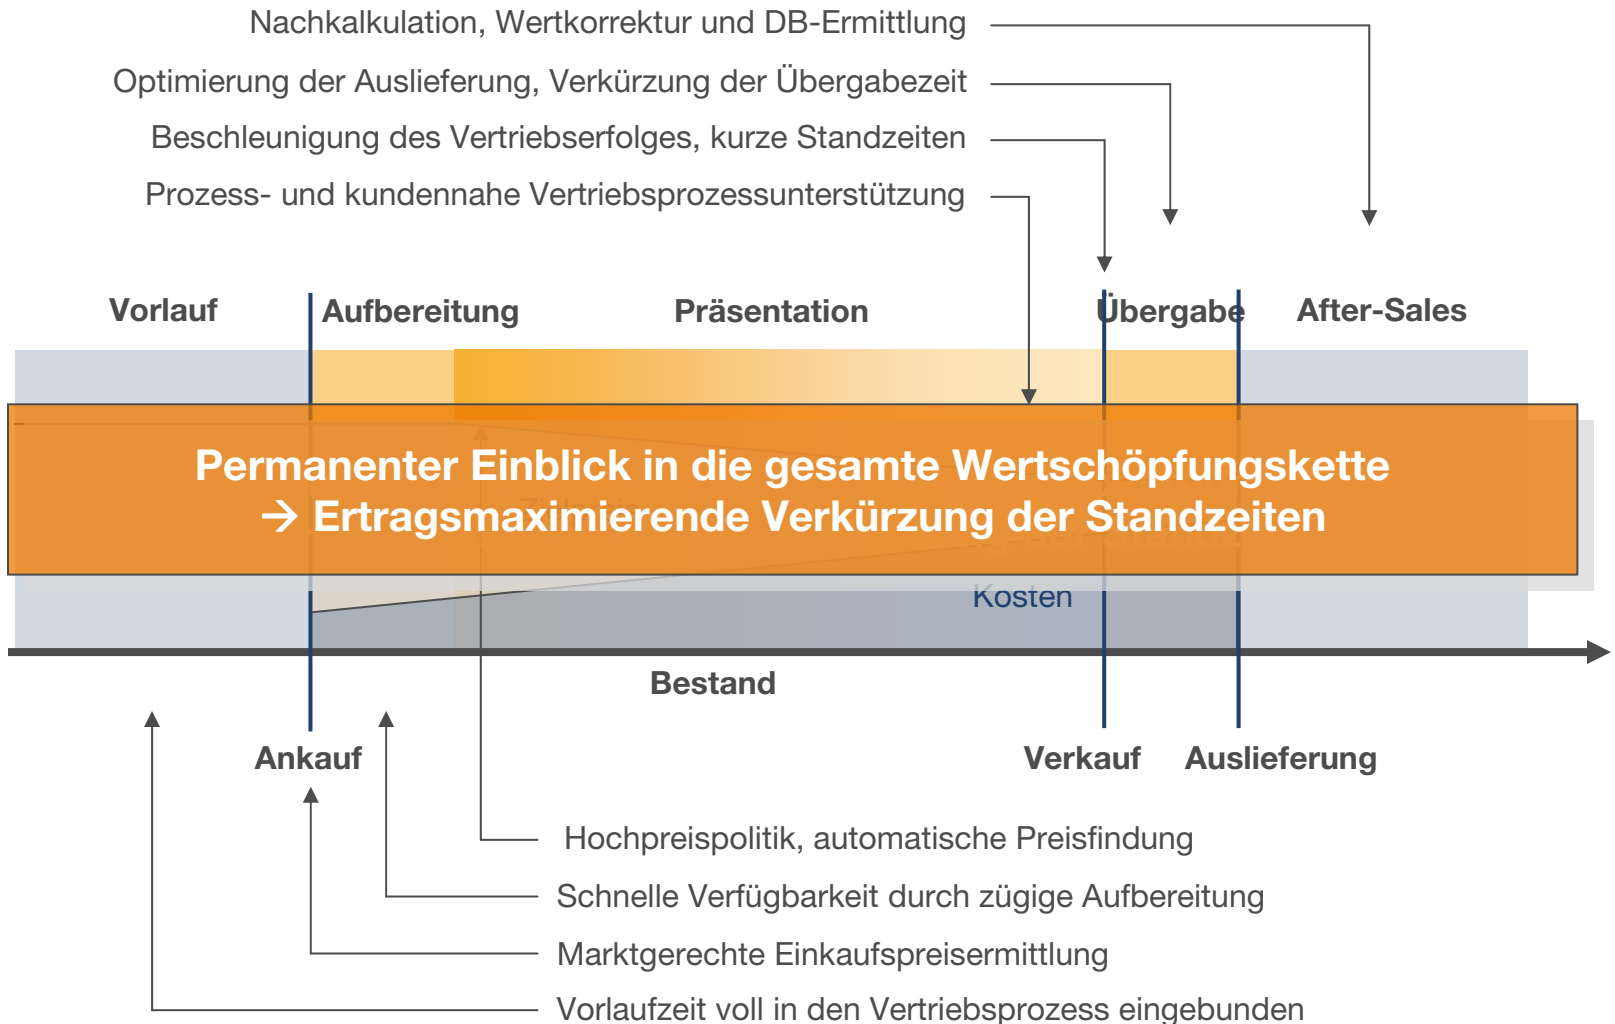 Nachkalkulation, Wertkorrektur und DB-Ermittlung
Optimierung der Auslieferung, Verkürzung der Übergabezeit
Beschleunigung des Vertriebserfolges, kurze Standzeiten
Prozess- und kundennahe Vertriebsprozessunterstützung
Vorlauf
Aufbereitung
Präsentation
Übergabe
After-Sales
Permanenter Einblick in die gesamte Wertschöpfungskette
→ Ertragsmaximierende Verkürzung der Standzeiten
Kosten
Bestand
Ankauf
Verkauf
Auslieferung
Hochpreispolitik, automatische Preisfindung
Schnelle Verfügbarkeit durch zügige Aufbereitung
Marktgerechte Einkaufspreisermittlung
Vorlaufzeit voll in den Vertriebsprozess eingebunden